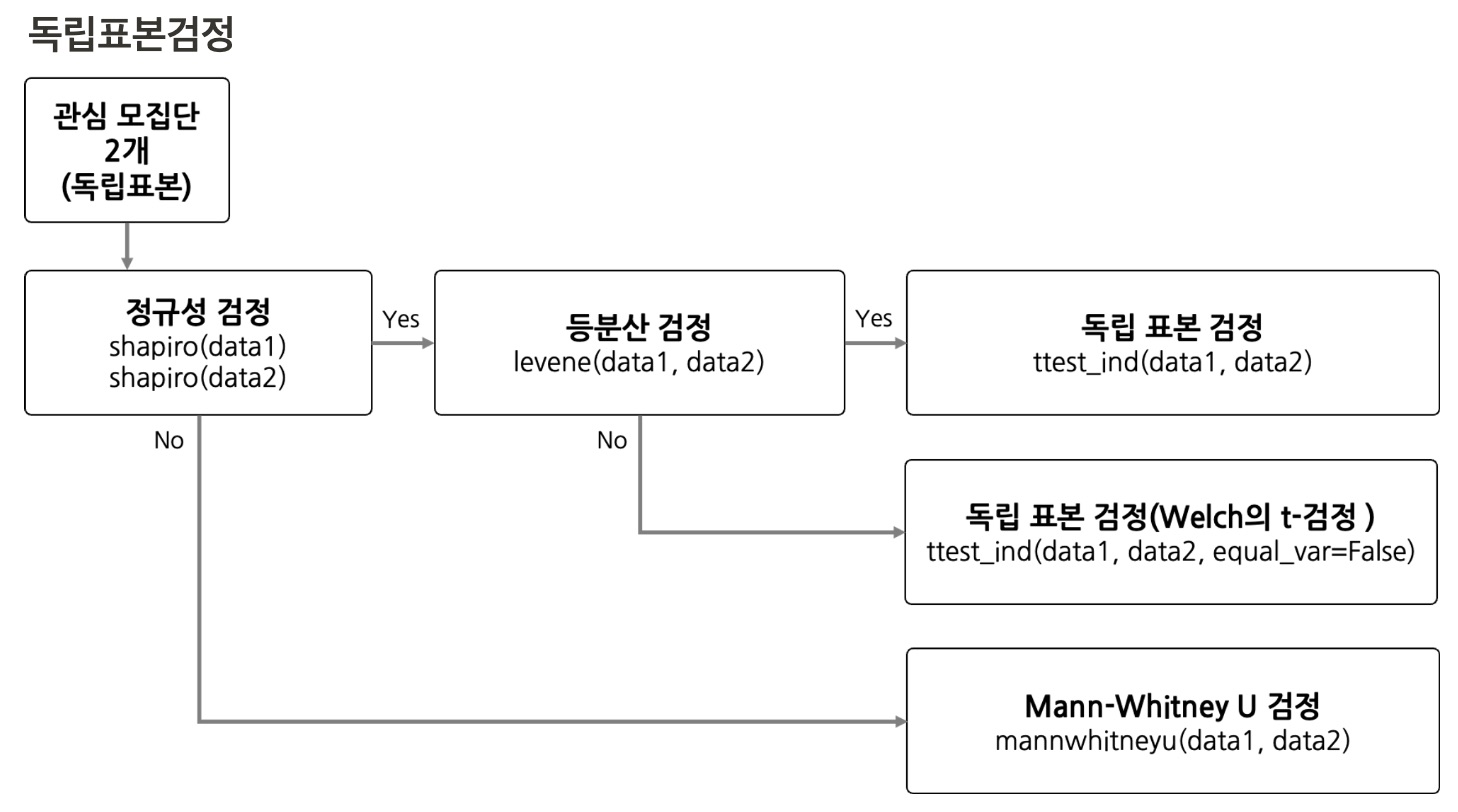 독립표본검정
관심 모집단
2개
(독립표본)
정규성 검정
shapiro(data1)
shapiro(data2)
Yes
등분산 검정
levene(data1, data2)
Yes
독립 표본 검정
ttest_ind(data1, data2)
No
No
독립 표본 검정(Welch의 t-검정 )
ttest_ind(data1, data2, equal_var=False)
Mann-Whitney U 검정
mannwhitneyu(data1, data2)